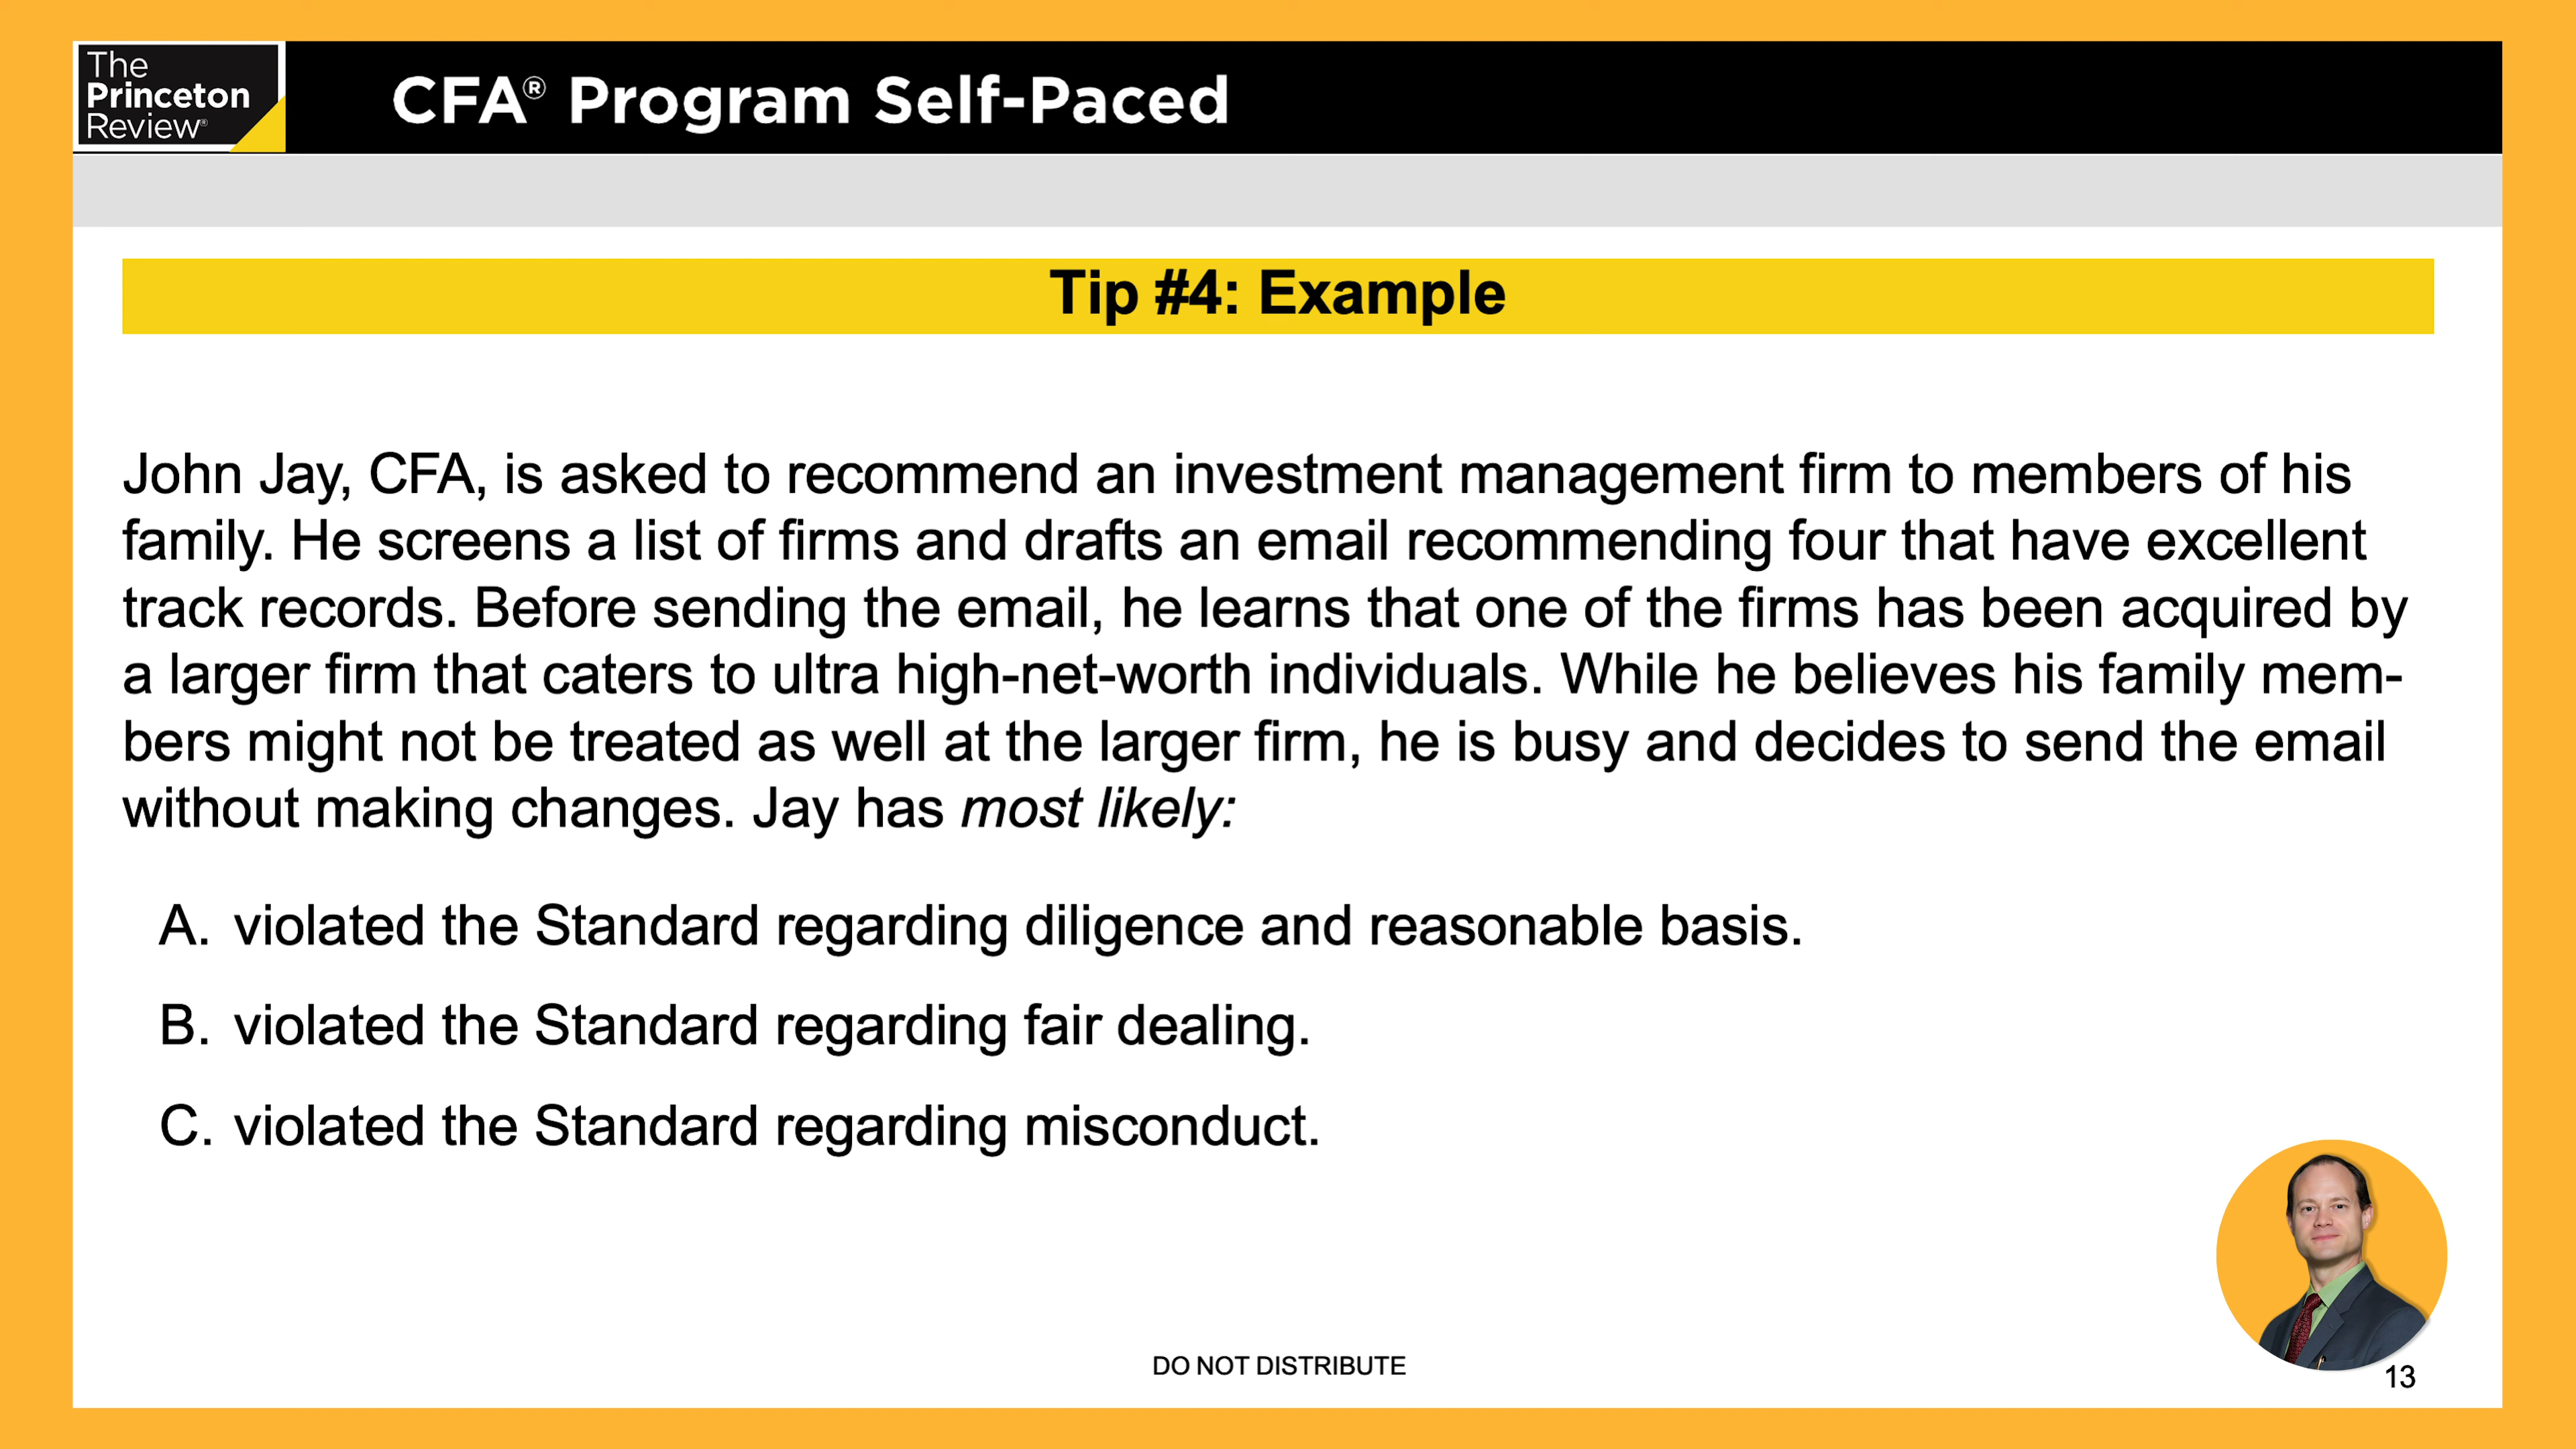 The
Princeton
Review®
CFA® Program Self-Paced
Tip #4: Example
John Jay, CFA, is asked to recommend an investment management firm to members of his
family. He screens a list of firms and drafts an email recommending four that have excellent
track records. Before sending the email, he learns that one of the firms has been acquired by
a larger firm that caters to ultra high-net-worth individuals. While he believes his family mem-
bers might not be treated as well at the larger firm, he is busy and decides to send the email
without making changes. Jay has most likely:
A. violated the Standard regarding diligence and reasonable basis.
B. violated the Standard regarding fair dealing.
C. violated the Standard regarding misconduct.
DO NOT DISTRIBUTE
13